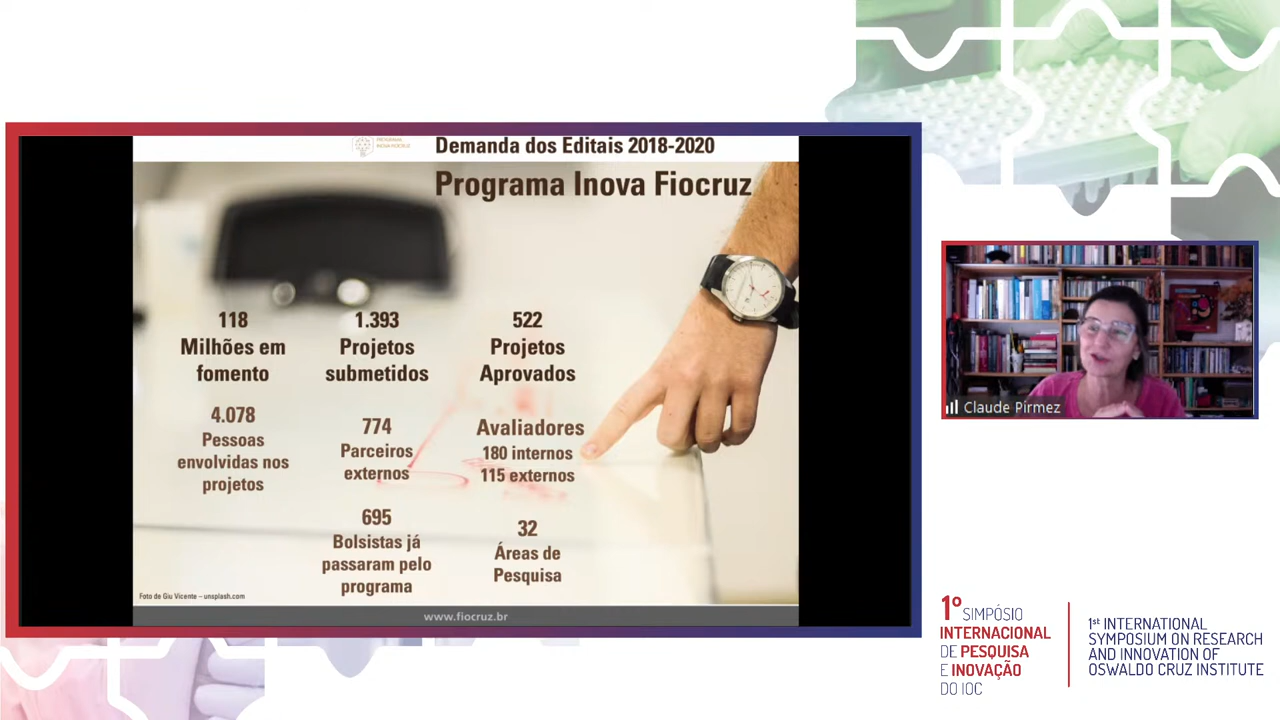 PROGRAMA
INOVA FIOCRUZ
Demanda dos Editais 2018-2020
Programa Inova Fiocruz
118
Milhões em
fomento
1.393
Projetos
submetidos
522
Projetos
Aprovados
4.078
Pessoas
envolvidas nos
projetos
774
Parceiros
externos
Avaliadores
180 internos
115 externos
695
Bolsistas já
passaram pelo
programa
32
Áreas de
Pesquisa
Foto de Giu Vicente – unsplash.com
www.fiocruz.br
Claude Pirmez
1º SIMPÓSIO
INTERNACIONAL
DE PESQUISA
E INOVAÇÃO
DO IOC
1st INTERNATIONAL
SYMPOSIUM ON RESEARCH
AND INNOVATION OF
OSWALDO CRUZ INSTITUTE